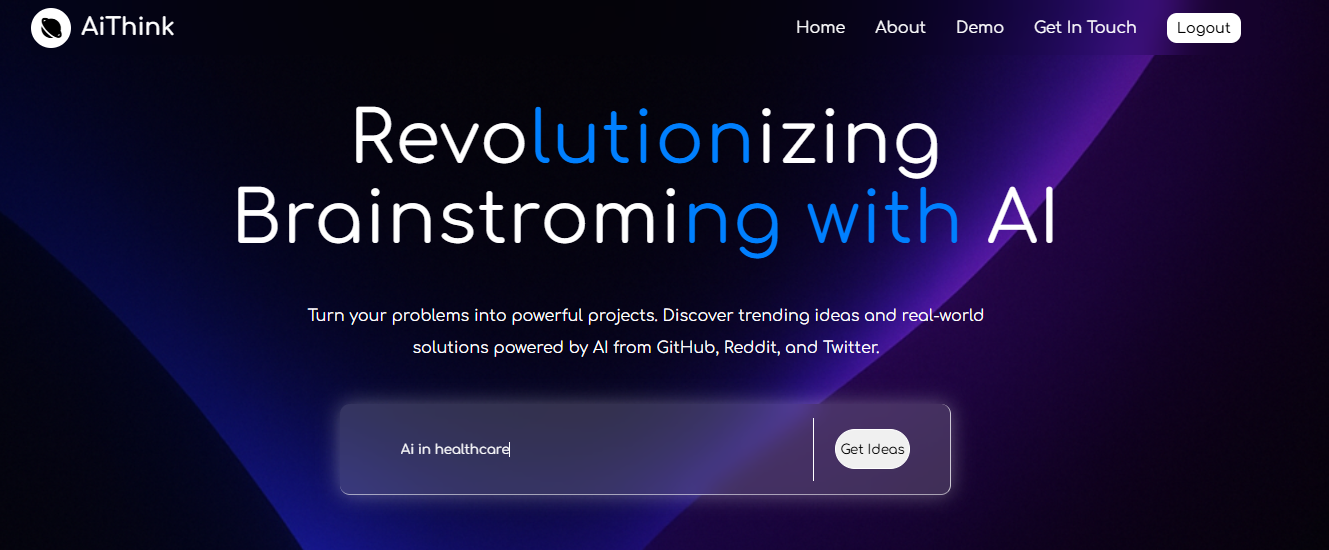 AiThink
Home About Demo Get In Touch Logout
Revolutionizing
Brainstroming with AI
Turn your problems into powerful projects. Discover trending ideas and real-world
solutions powered by AI from GitHub, Reddit, and Twitter.
Ai in healthcare
Get Ideas